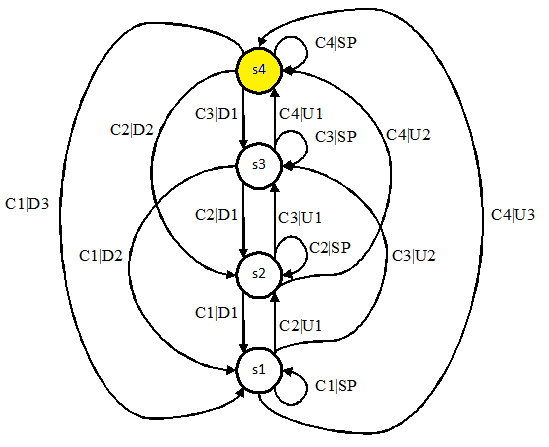 C4|SP
s4
C3|D1
C4|U1
C2|D2
C4|U2
C3|SP
s3
C1|D3
C4|U3
C2|D1
C3|U1
C1|D2
C2|SP
C3|U2
s2
C1|D1
C2|U1
s1
C1|SP